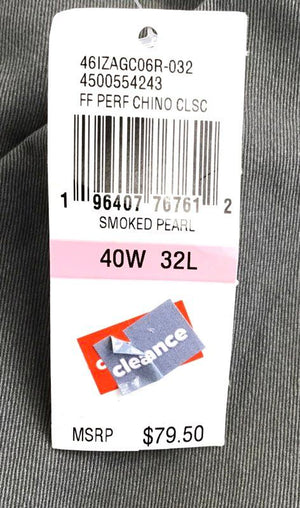 46IZAGC06R-032
4500554243
FF PERF CHINO CLSC
1 96407 76761 2
SMOKED PEARL
40W 32L
clearance
MSRP $79.50